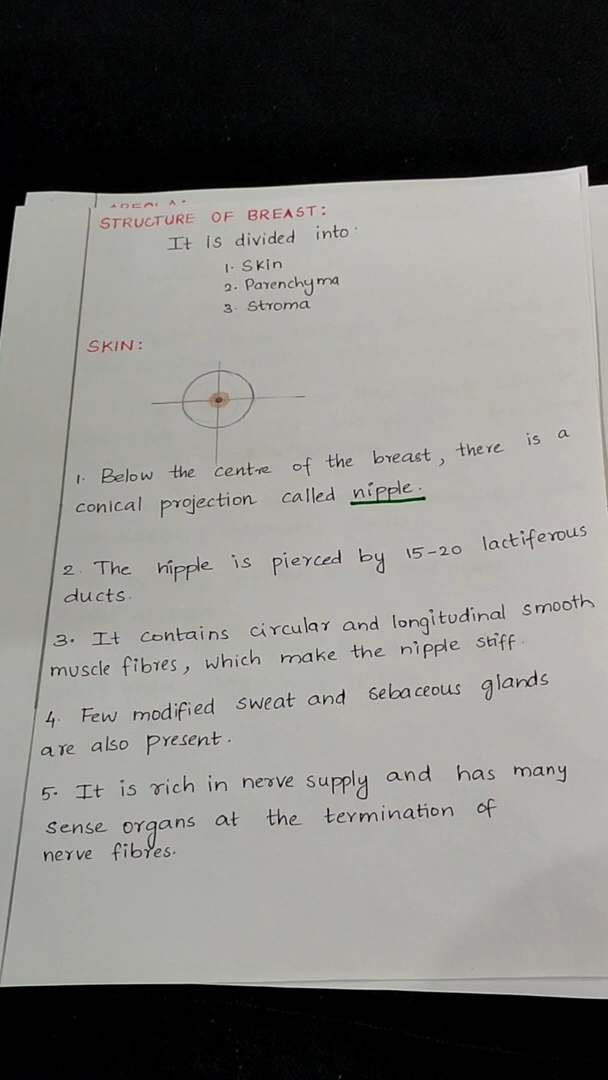 STRUCTURE OF BREAST:
It is divided into:
1. Skin
2. Parenchyma
3. Stroma
SKIN:
1. Below the centre of the breast, there is a
conical projection called nipple.
2. The nipple is pierced by 15-20 lactiferous
ducts.
3. It contains circular and longitudinal smooth
muscle fibres, which make the nipple stiff.
4. Few modified sweat and sebaceous glands
are also present.
5. It is rich in nerve supply and has many
sense organs at the termination of
nerve fibres.